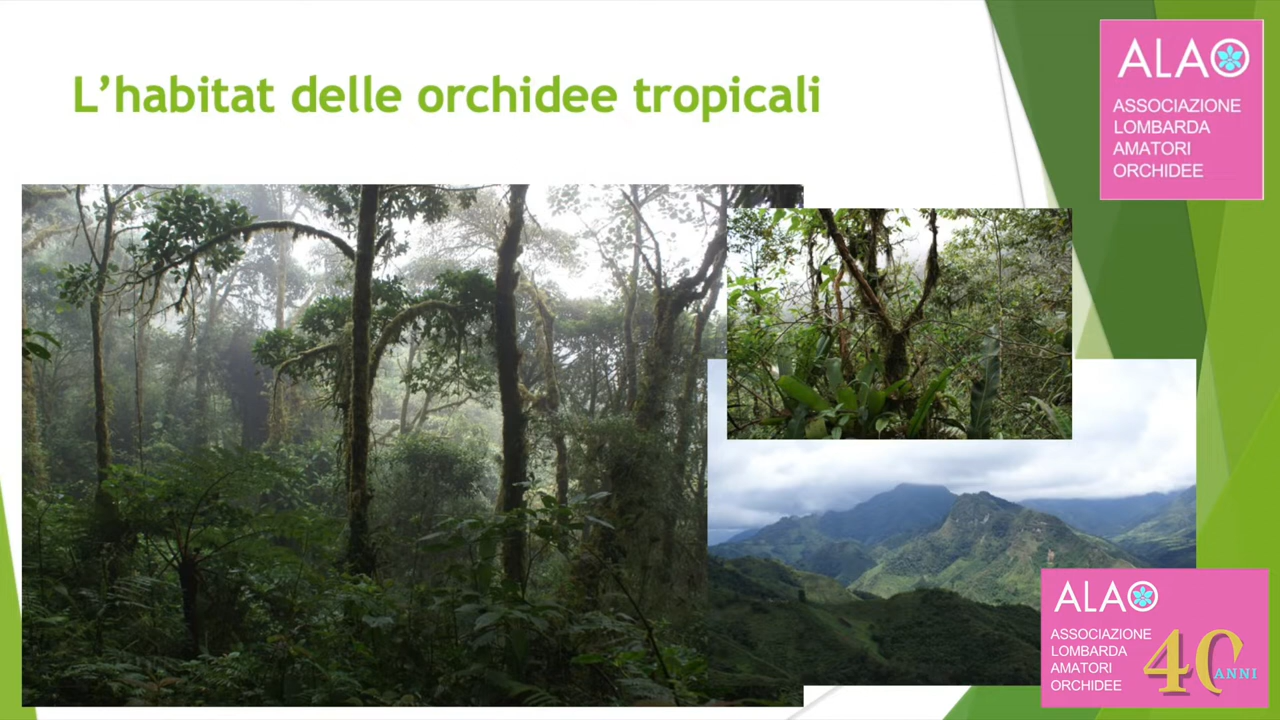 L'habitat delle orchidee tropicali
ALAO
ASSOCIAZIONE
LOMBARDA
AMATORI
ORCHIDEE
ALAO
ASSOCIAZIONE
LOMBARDA
AMATORI
ORCHIDEE
40
ANNI